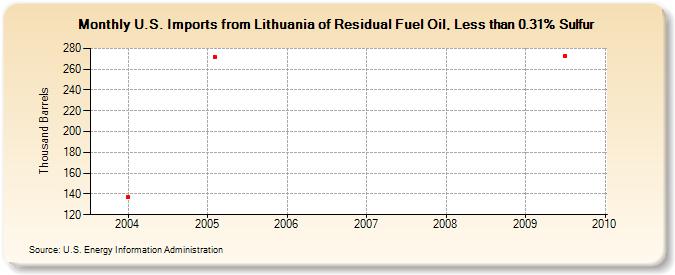 Monthly U.S. Imports from Lithuania of Residual Fuel Oil, Less than 0.31% Sulfur
Thousand Barrels
280
260
240
220
200
180
160
140
120
2004 2005 2006 2007 2008 2009 2010
Source: U.S. Energy Information Administration